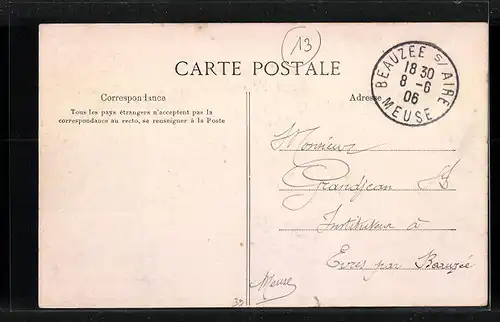 13
CARTE POSTALE
BEAUZEE S/ AIRE
18 30
8 - 6
06
MEUSE
Correspondance
Adresse
Tous les pays étrangers n'acceptent pas la
correspondance au recto, se renseigner à la Poste
Monsieur
Grandjean
Instituteur à
Evres par Beauzée
Meuse